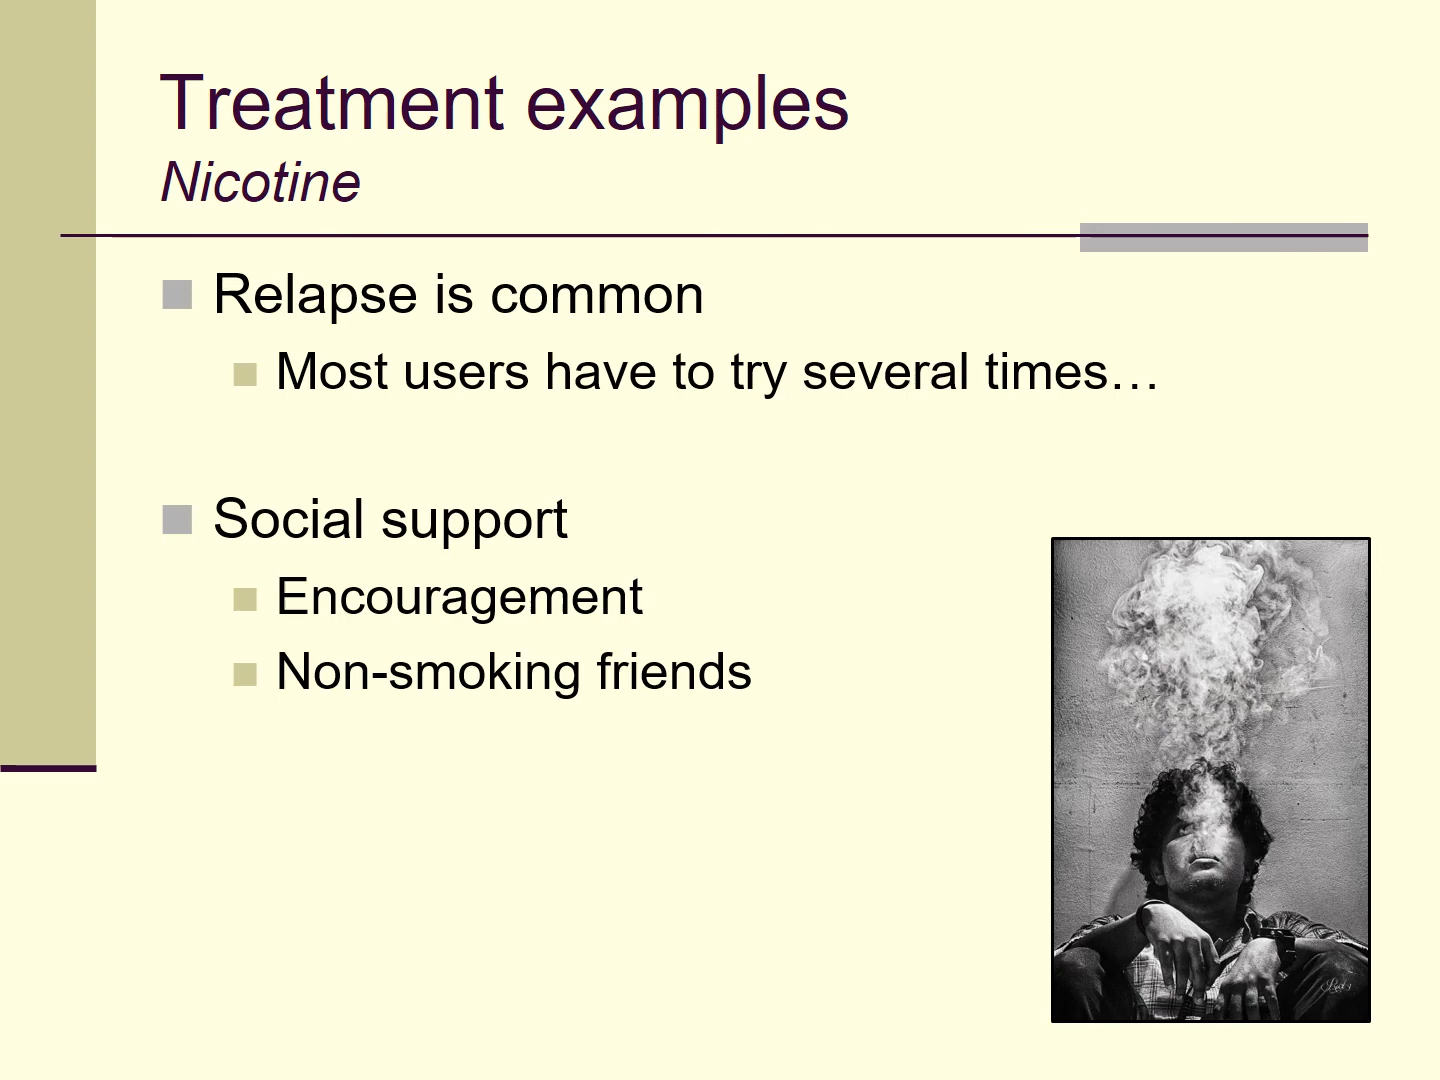 Treatment examples
Nicotine
Relapse is common
Most users have to try several times…
Social support
Encouragement
Non-smoking friends